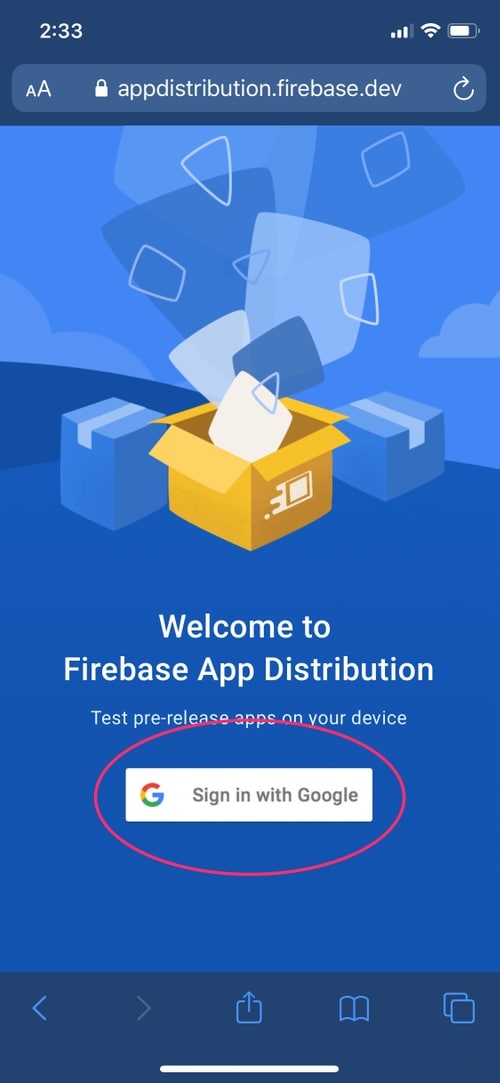 2:33
AA
appdistribution.firebase.dev
Welcome to
Firebase App Distribution
Test pre-release apps on your device
Sign in with Google